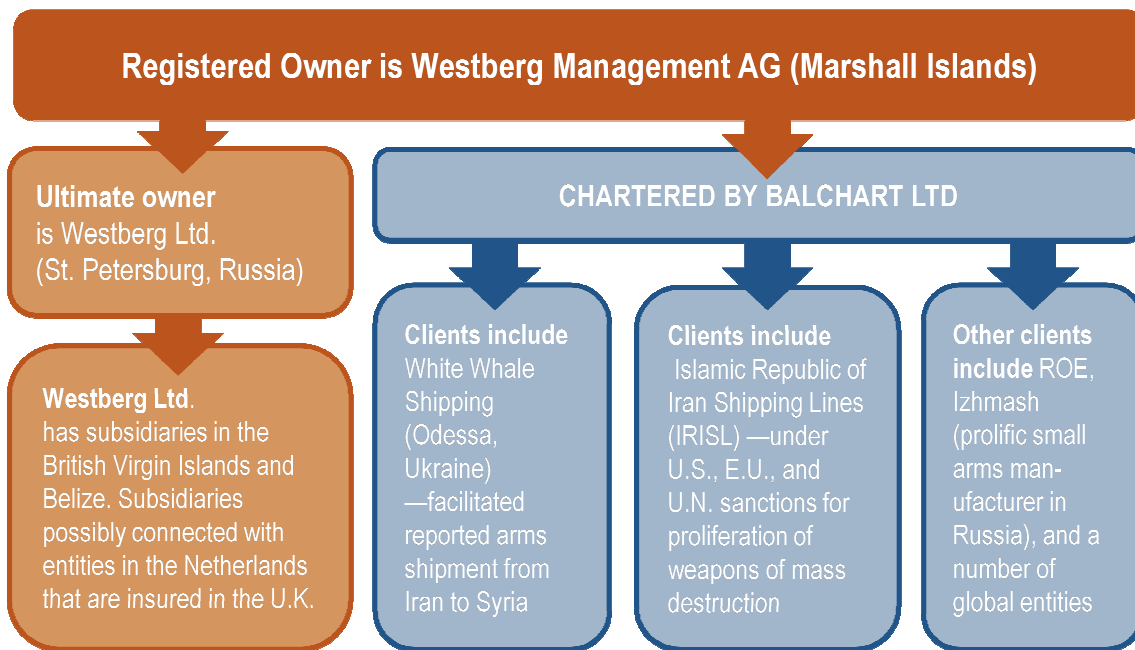 Registered Owner is Westberg Management AG (Marshall Islands)
Ultimate owner
is Westberg Ltd.
(St. Petersburg, Russia)
Westberg Ltd.
has subsidiaries in the
British Virgin Islands and
Belize. Subsidiaries
possibly connected with
entities in the Netherlands
that are insured in the U.K.
CHARTERED BY BALCHART LTD
Clients include
White Whale
Shipping
(Odessa,
Ukraine)
—facilitated
reported arms
shipment from
Iran to Syria
Clients include
Islamic Republic of
Iran Shipping Lines
(IRISL) —under
U.S., E.U., and
U.N. sanctions for
proliferation of
weapons of mass
destruction
Other clients
include ROE,
Izhmash
(prolific small
arms man-
ufacturer in
Russia), and a
number of
global entities